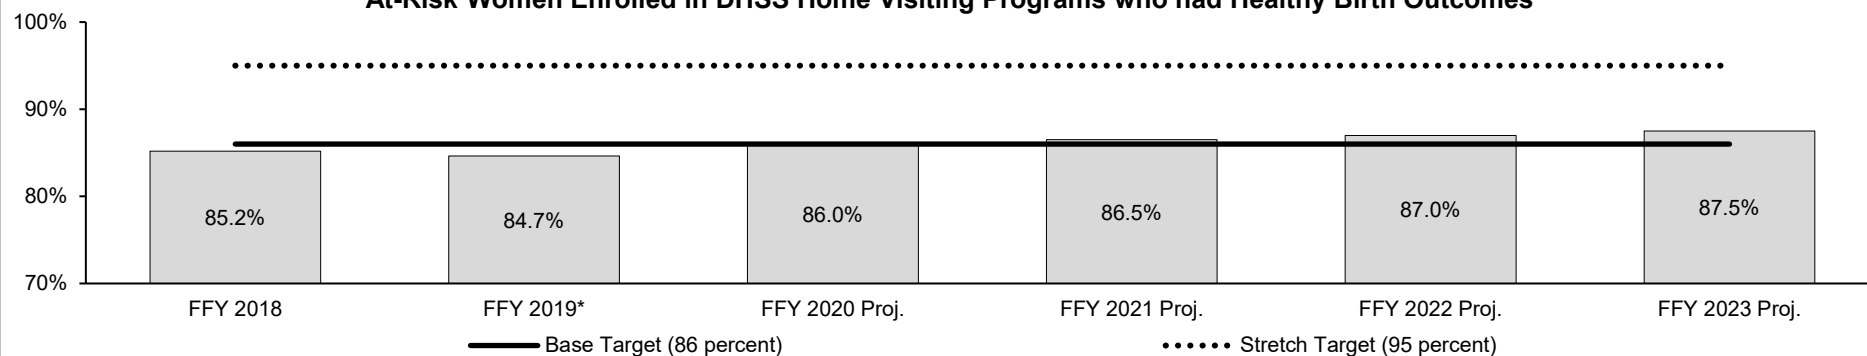 At-Risk Women Enrolled in DHSS Home Visiting Programs who had Healthy Birth Outcomes
100%
90%
80%
70%
85.2%
84.7%
86.0%
86.5%
87.0%
87.5%
FFY 2018
FFY 2019*
FFY 2020 Proj.
FFY 2021 Proj.
FFY 2022 Proj.
FFY 2023 Proj.
Base Target (86 percent)
Stretch Target (95 percent)